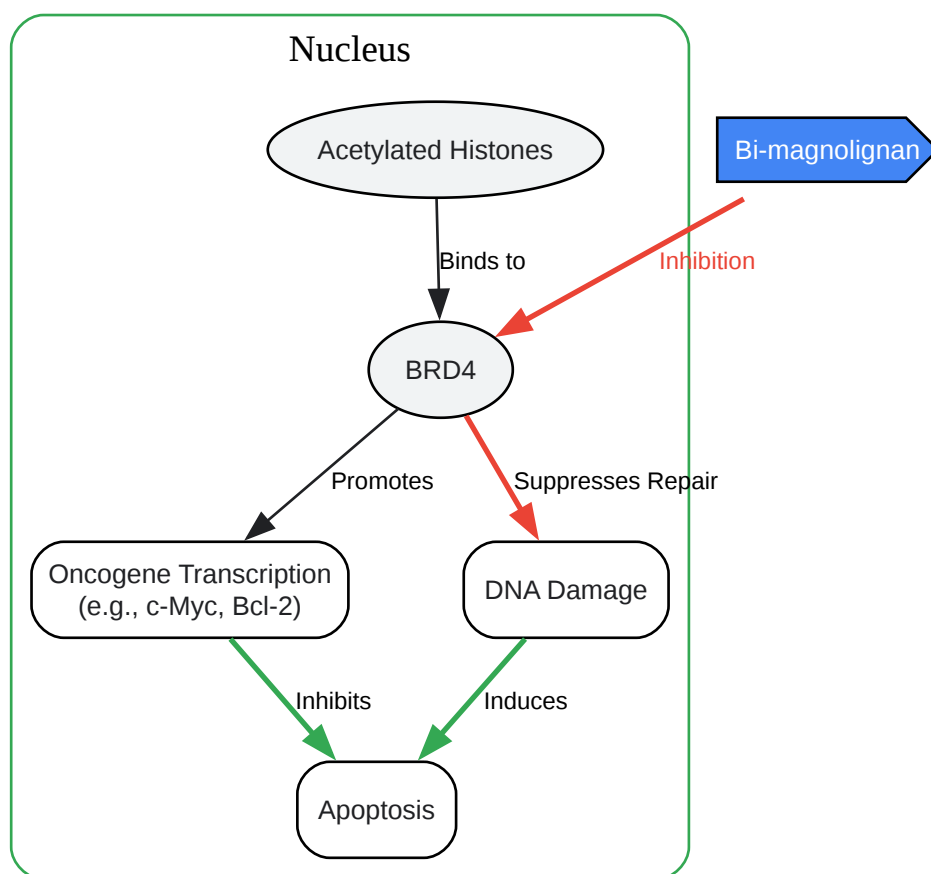 Nucleus
Acetylated Histones
Bi-magnolignan
Binds to
Inhibition
BRD4
Promotes
Suppresses Repair
Oncogene Transcription
(e.g., c-Myc, Bcl-2)
DNA Damage
Inhibits
Induces
Apoptosis